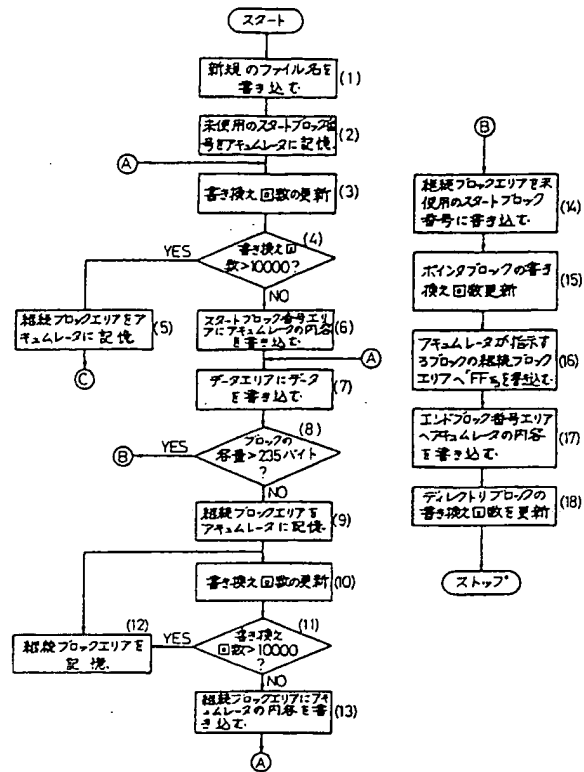 スタート
新規のファイル名を
書き込む
(1)
未使用のスタートブロック番
号をアキュムレータに記憶.
(2)
A
書き換え回数の更新
(3)
(4)
書き換え回
数>10000?
YES
NO
継続ブロックエリアをア
キュムレータに記憶
(5)
C
スタートブロック番号エリ
アにアキュムレータの内容
を書き込む
(6)
A
データエリアにデータ
を書き込む
(7)
(8)
ブロックの
容量>235バイト
?
YES
B
NO
継続ブロックエリアを
アキュムレータに記憶
(9)
書き換え回数の更新
(10)
(11)
書き換え
回数>10000
?
YES
(12)
継続ブロックエリアを
記憶.
NO
継続ブロックエリアにアキ
ュムレータの内容を書
き込む
(13)
A
B
継続ブロックエリアを未
使用のスタートブロック
番号に書き込む
(14)
ポインタブロックの書き
換え回数更新
(15)
アキュムレータが指示す
るブロックの継続ブロック
エリアへ「FF」を書き込む.
(16)
エンドブロック番号エリア
へアキュムレータの内容
を書き込む.
(17)
ディレクトリブロックの
書き換え回数を更新
(18)
ストップ